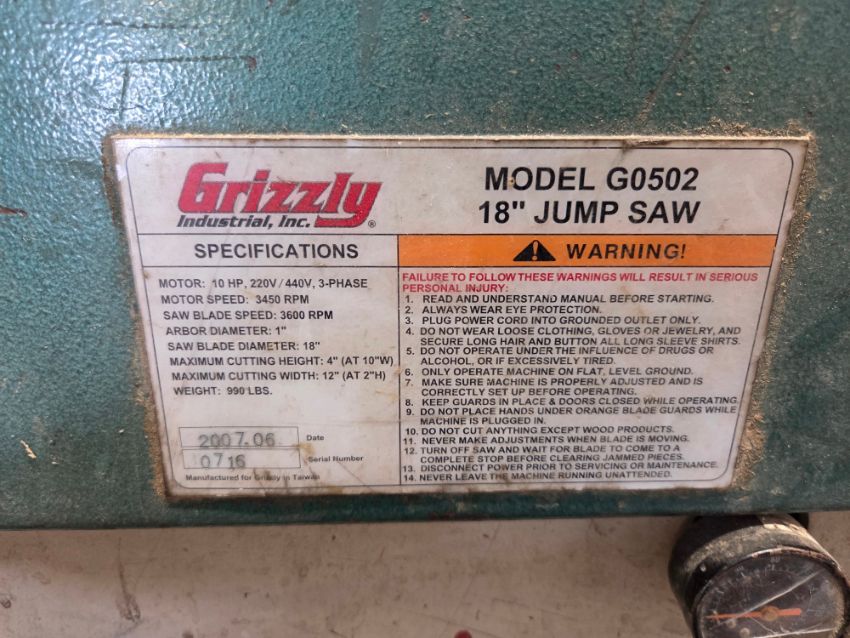 Grizzly
Industrial, Inc. ®
MODEL G0502
18" JUMP SAW
SPECIFICATIONS
MOTOR: 10 HP, 220V / 440V, 3-PHASE
MOTOR SPEED: 3450 RPM
SAW BLADE SPEED: 3600 RPM
ARBOR DIAMETER: 1"
SAW BLADE DIAMETER: 18"
MAXIMUM CUTTING HEIGHT: 4" (AT 10"W)
MAXIMUM CUTTING WIDTH: 12" (AT 2"H)
WEIGHT: 990 LBS.
2007.06 Date
0716 Serial Number
Manufactured for Grizzly in Taiwan
WARNING!
FAILURE TO FOLLOW THESE WARNINGS WILL RESULT IN SERIOUS
PERSONAL INJURY:
1. READ AND UNDERSTAND MANUAL BEFORE STARTING.
2. ALWAYS WEAR EYE PROTECTION.
3. PLUG POWER CORD INTO GROUNDED OUTLET ONLY.
4. DO NOT WEAR LOOSE CLOTHING, GLOVES OR JEWELRY, AND
SECURE LONG HAIR AND BUTTON ALL LONG SLEEVE SHIRTS.
5. DO NOT OPERATE UNDER THE INFLUENCE OF DRUGS OR
ALCOHOL, OR IF EXCESSIVELY TIRED.
6. ONLY OPERATE MACHINE ON FLAT, LEVEL GROUND.
7. MAKE SURE MACHINE IS PROPERLY ADJUSTED AND IS
CORRECTLY SET UP BEFORE OPERATING.
8. KEEP GUARDS IN PLACE & DOORS CLOSED WHILE OPERATING.
9. DO NOT PLACE HANDS UNDER ORANGE BLADE GUARDS WHILE
MACHINE IS PLUGGED IN.
10. DO NOT CUT ANYTHING EXCEPT WOOD PRODUCTS.
11. NEVER MAKE ADJUSTMENTS WHEN BLADE IS MOVING.
12. TURN OFF SAW AND WAIT FOR BLADE TO COME TO A
COMPLETE STOP BEFORE CLEARING JAMMED PIECES.
13. DISCONNECT POWER PRIOR TO SERVICING OR MAINTENANCE.
14. NEVER LEAVE THE MACHINE RUNNING UNATTENDED.